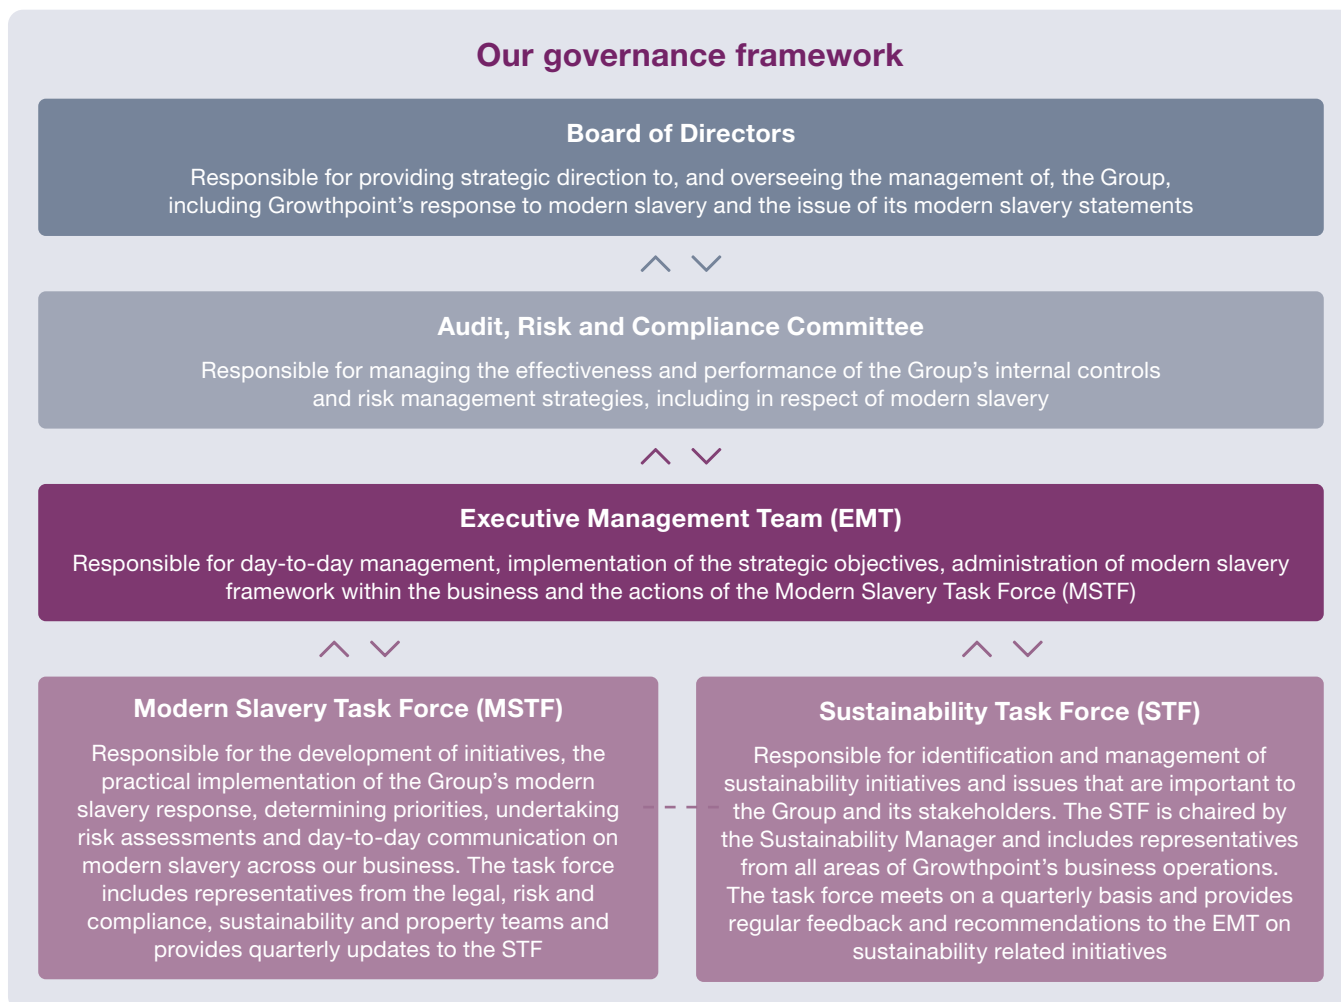 Our governance framework
Board of Directors
Responsible for providing strategic direction to, and overseeing the management of, the Group,
including Growthpoint’s response to modern slavery and the issue of its modern slavery statements
Audit, Risk and Compliance Committee
Responsible for managing the effectiveness and performance of the Group’s internal controls
and risk management strategies, including in respect of modern slavery
Executive Management Team (EMT)
Responsible for day-to-day management, implementation of the strategic objectives, administration of modern slavery
framework within the business and the actions of the Modern Slavery Task Force (MSTF)
Modern Slavery Task Force (MSTF)
Responsible for the development of initiatives, the
practical implementation of the Group’s modern
slavery response, determining priorities, undertaking
risk assessments and day-to-day communication on
modern slavery across our business. The task force
includes representatives from the legal, risk and
compliance, sustainability and property teams and
provides quarterly updates to the STF
Sustainability Task Force (STF)
Responsible for identification and management of
sustainability initiatives and issues that are important to
the Group and its stakeholders. The STF is chaired by
the Sustainability Manager and includes representatives
from all areas of Growthpoint’s business operations.
The task force meets on a quarterly basis and provides
regular feedback and recommendations to the EMT on
sustainability related initiatives